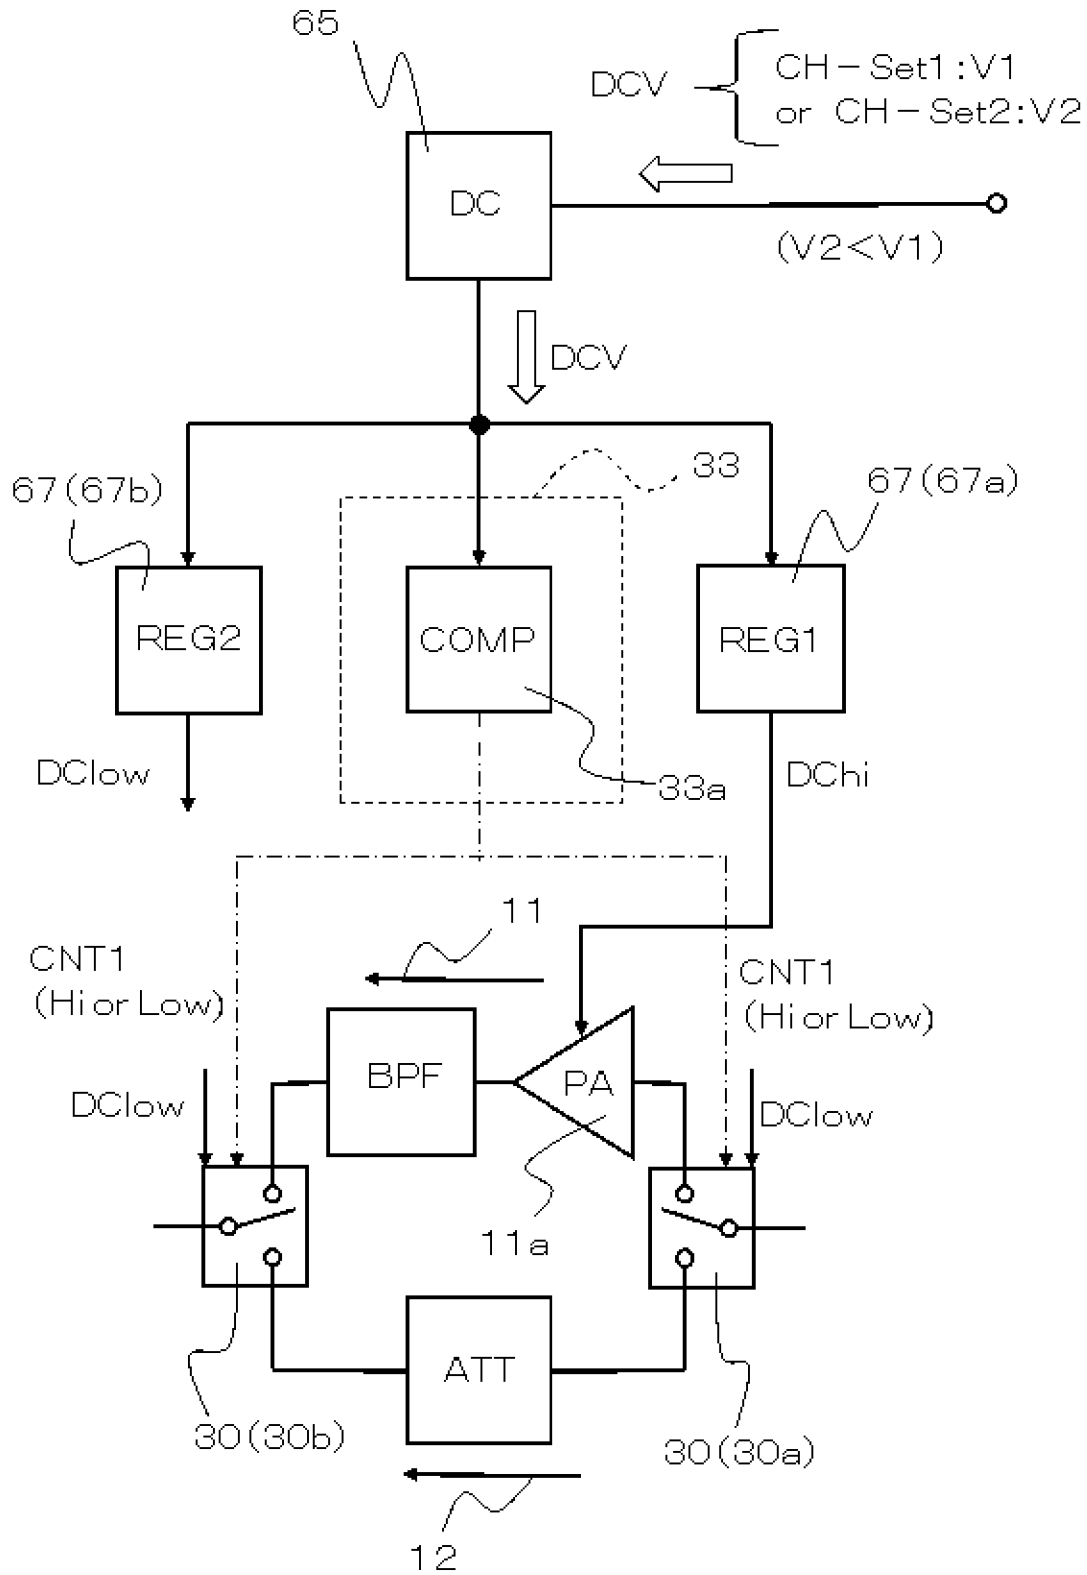 65
DCV
CH-Set1:V1
or CH-Set2:V2
DC
(V2<V1)
DCV
33
67(67b)
67(67a)
REG2
COMP
REG1
DClow
33a
DChi
11
CNT1
(Hi or Low)
CNT1
(Hi or Low)
BPF
PA
DClow
DClow
11a
ATT
30(30b)
30(30a)
12